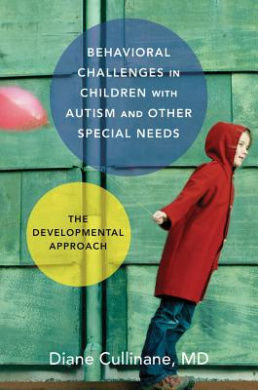 BEHAVIORAL
CHALLENGES IN
CHILDREN WITH
AUTISM AND OTHER
SPECIAL NEEDS
THE
DEVELOPMENTAL
APPROACH
Diane Cullinane, MD